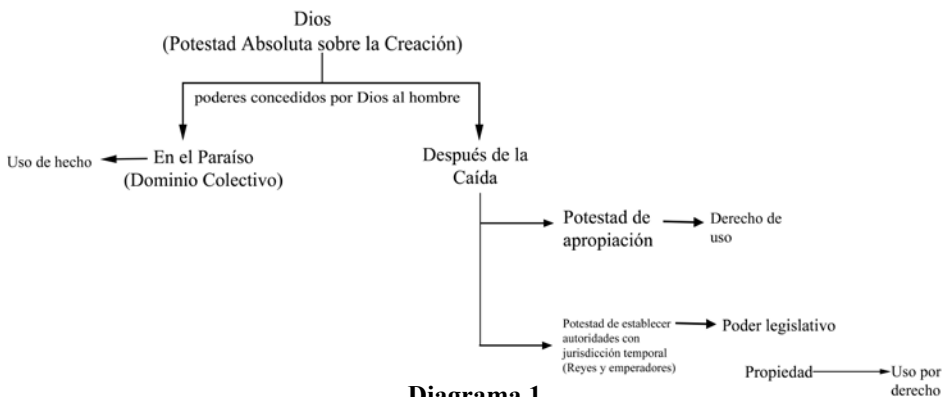 Dios
(Potestad Absoluta sobre la Creación)
poderes concedidos por Dios al hombre
Uso de hecho
En el Paraíso
(Dominio Colectivo)
Después de la
Caída
Potestad de
apropiación
Derecho de
uso
Potestad de establecer
autoridades con
jurisdicción temporal
(Reyes y emperadores)
Poder legislativo
Propiedad
Uso por
derecho
Diagrama 1